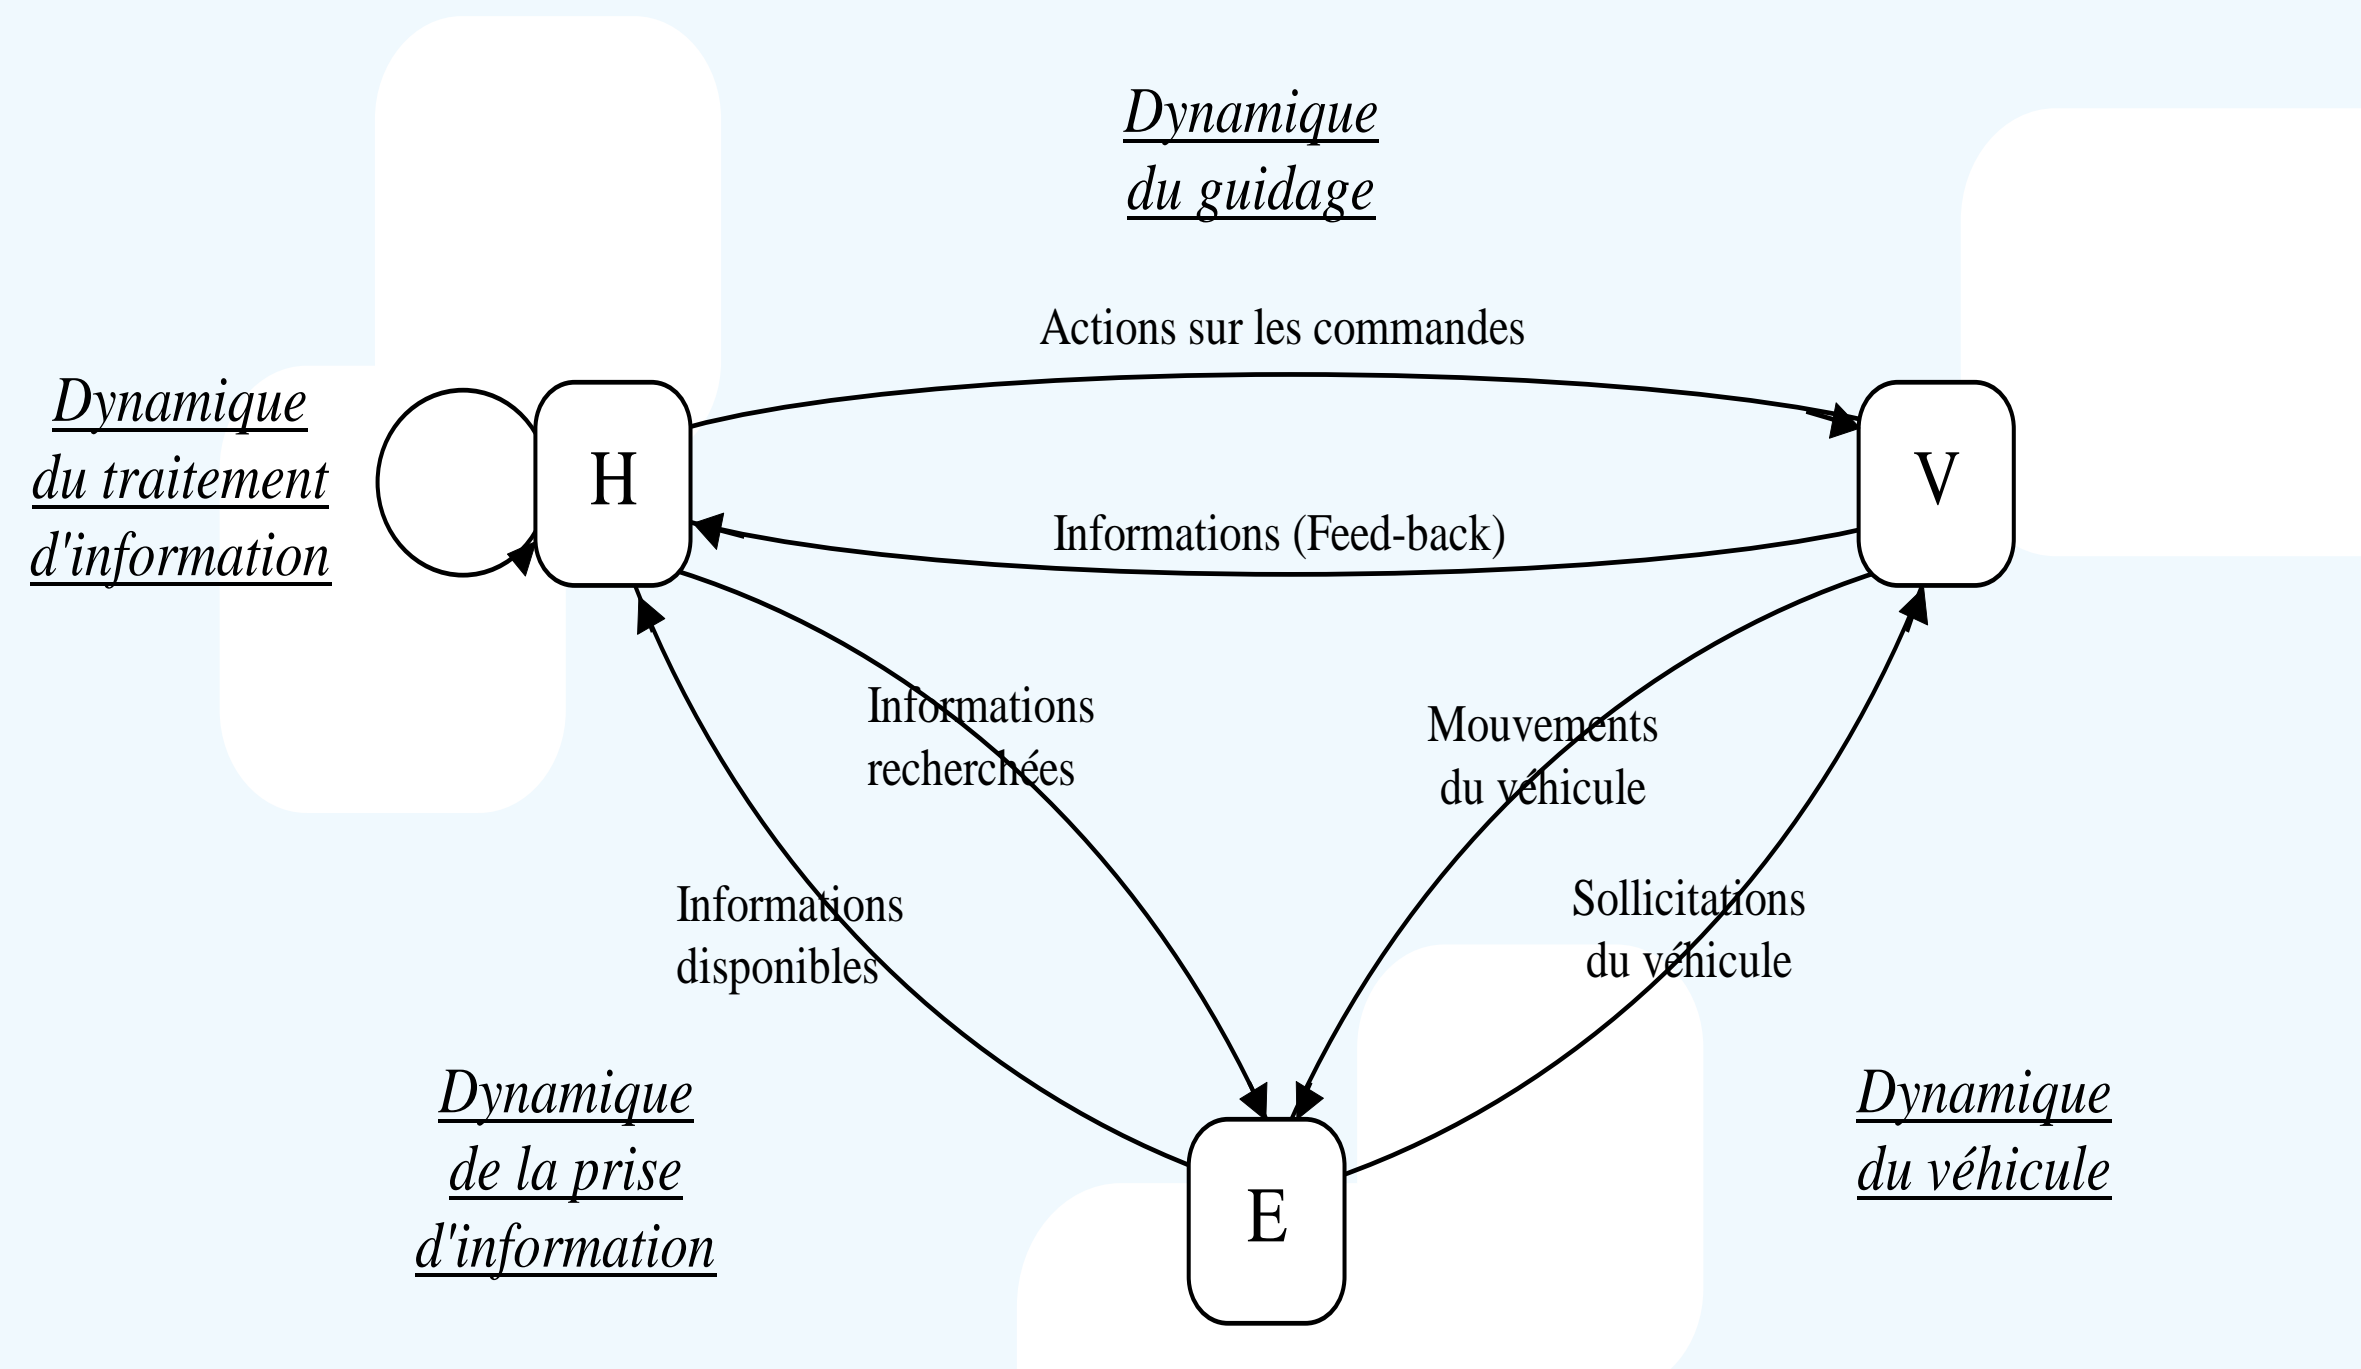 Dynamique
du guidage
Actions sur les commandes
Dynamique
du traitement
d'information
H
V
Informations (Feed-back)
Informations
recherchées
Mouvements
du véhicule
Informations
disponibles
Sollicitations
du véhicule
Dynamique
de la prise
d'information
E
Dynamique
du véhicule